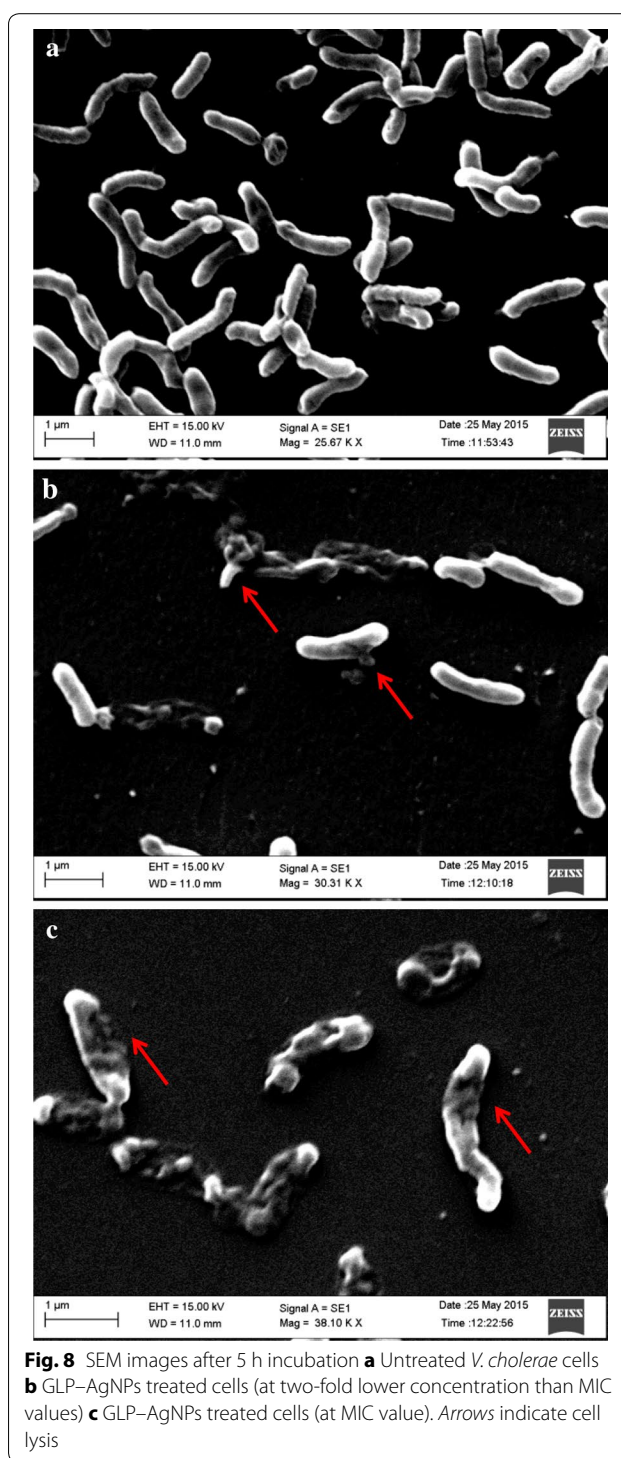 a
1 µm
EHT = 15.00 kV
WD = 11.0 mm
Signal A = SE1
Mag = 25.67 K X
Date :25 May 2015
Time :11:53:43
ZEISS
b
1 µm
EHT = 15.00 kV
WD = 11.0 mm
Signal A = SE1
Mag = 30.31 K X
Date :25 May 2015
Time :12:10:18
ZEISS
c
1 µm
EHT = 15.00 kV
WD = 11.0 mm
Signal A = SE1
Mag = 38.10 K X
Date :25 May 2015
Time :12:22:56
ZEISS
Fig. 8 SEM images after 5 h incubation a Untreated V. cholerae cells
b GLP–AgNPs treated cells (at two-fold lower concentration than MIC
values) c GLP–AgNPs treated cells (at MIC value). Arrows indicate cell
lysis